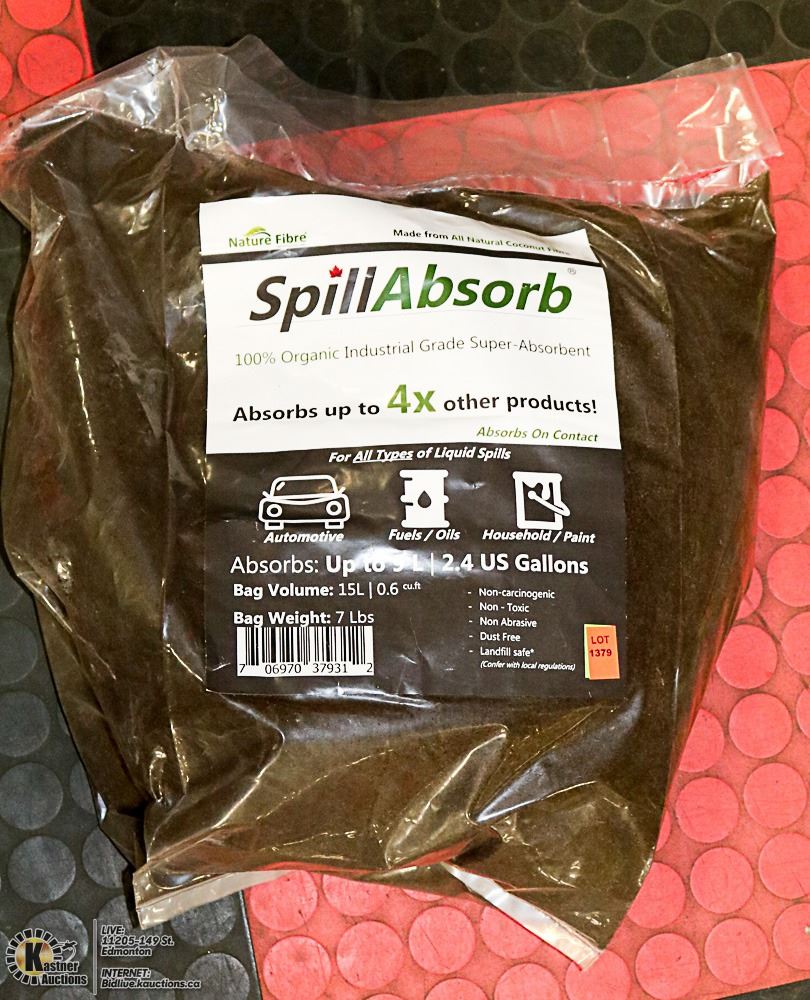 Nature Fibre
Made from All Natural Coconut Fibre
SpillAbsorb®
100% Organic Industrial Grade Super-Absorbent
Absorbs up to 4x other products!
Absorbs On Contact
For All Types of Liquid Spills
Automotive
Fuels / Oils
Household / Paint
Absorbs: Up to 9 L | 2.4 US Gallons
Bag Volume: 15L | 0.6 cu.ft
Bag Weight: 7 Lbs
- Non-carcinogenic
- Non - Toxic
- Non Abrasive
- Dust Free
- Landfill safe*
(Confer with local regulations)
7 06970 37931 2
LOT
1379
Kastner
Auctions
LIVE:
11205-149 St.
Edmonton
INTERNET:
Bidlive.kauctions.ca